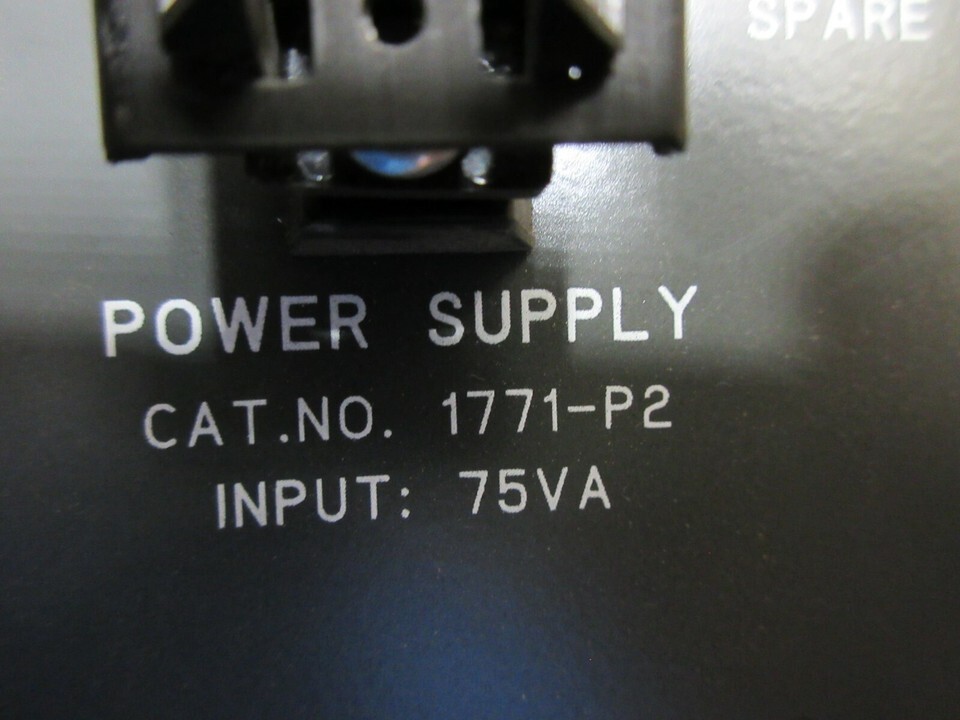 SPARE
POWER SUPPLY
CAT.NO. 1771-P2
INPUT: 75VA